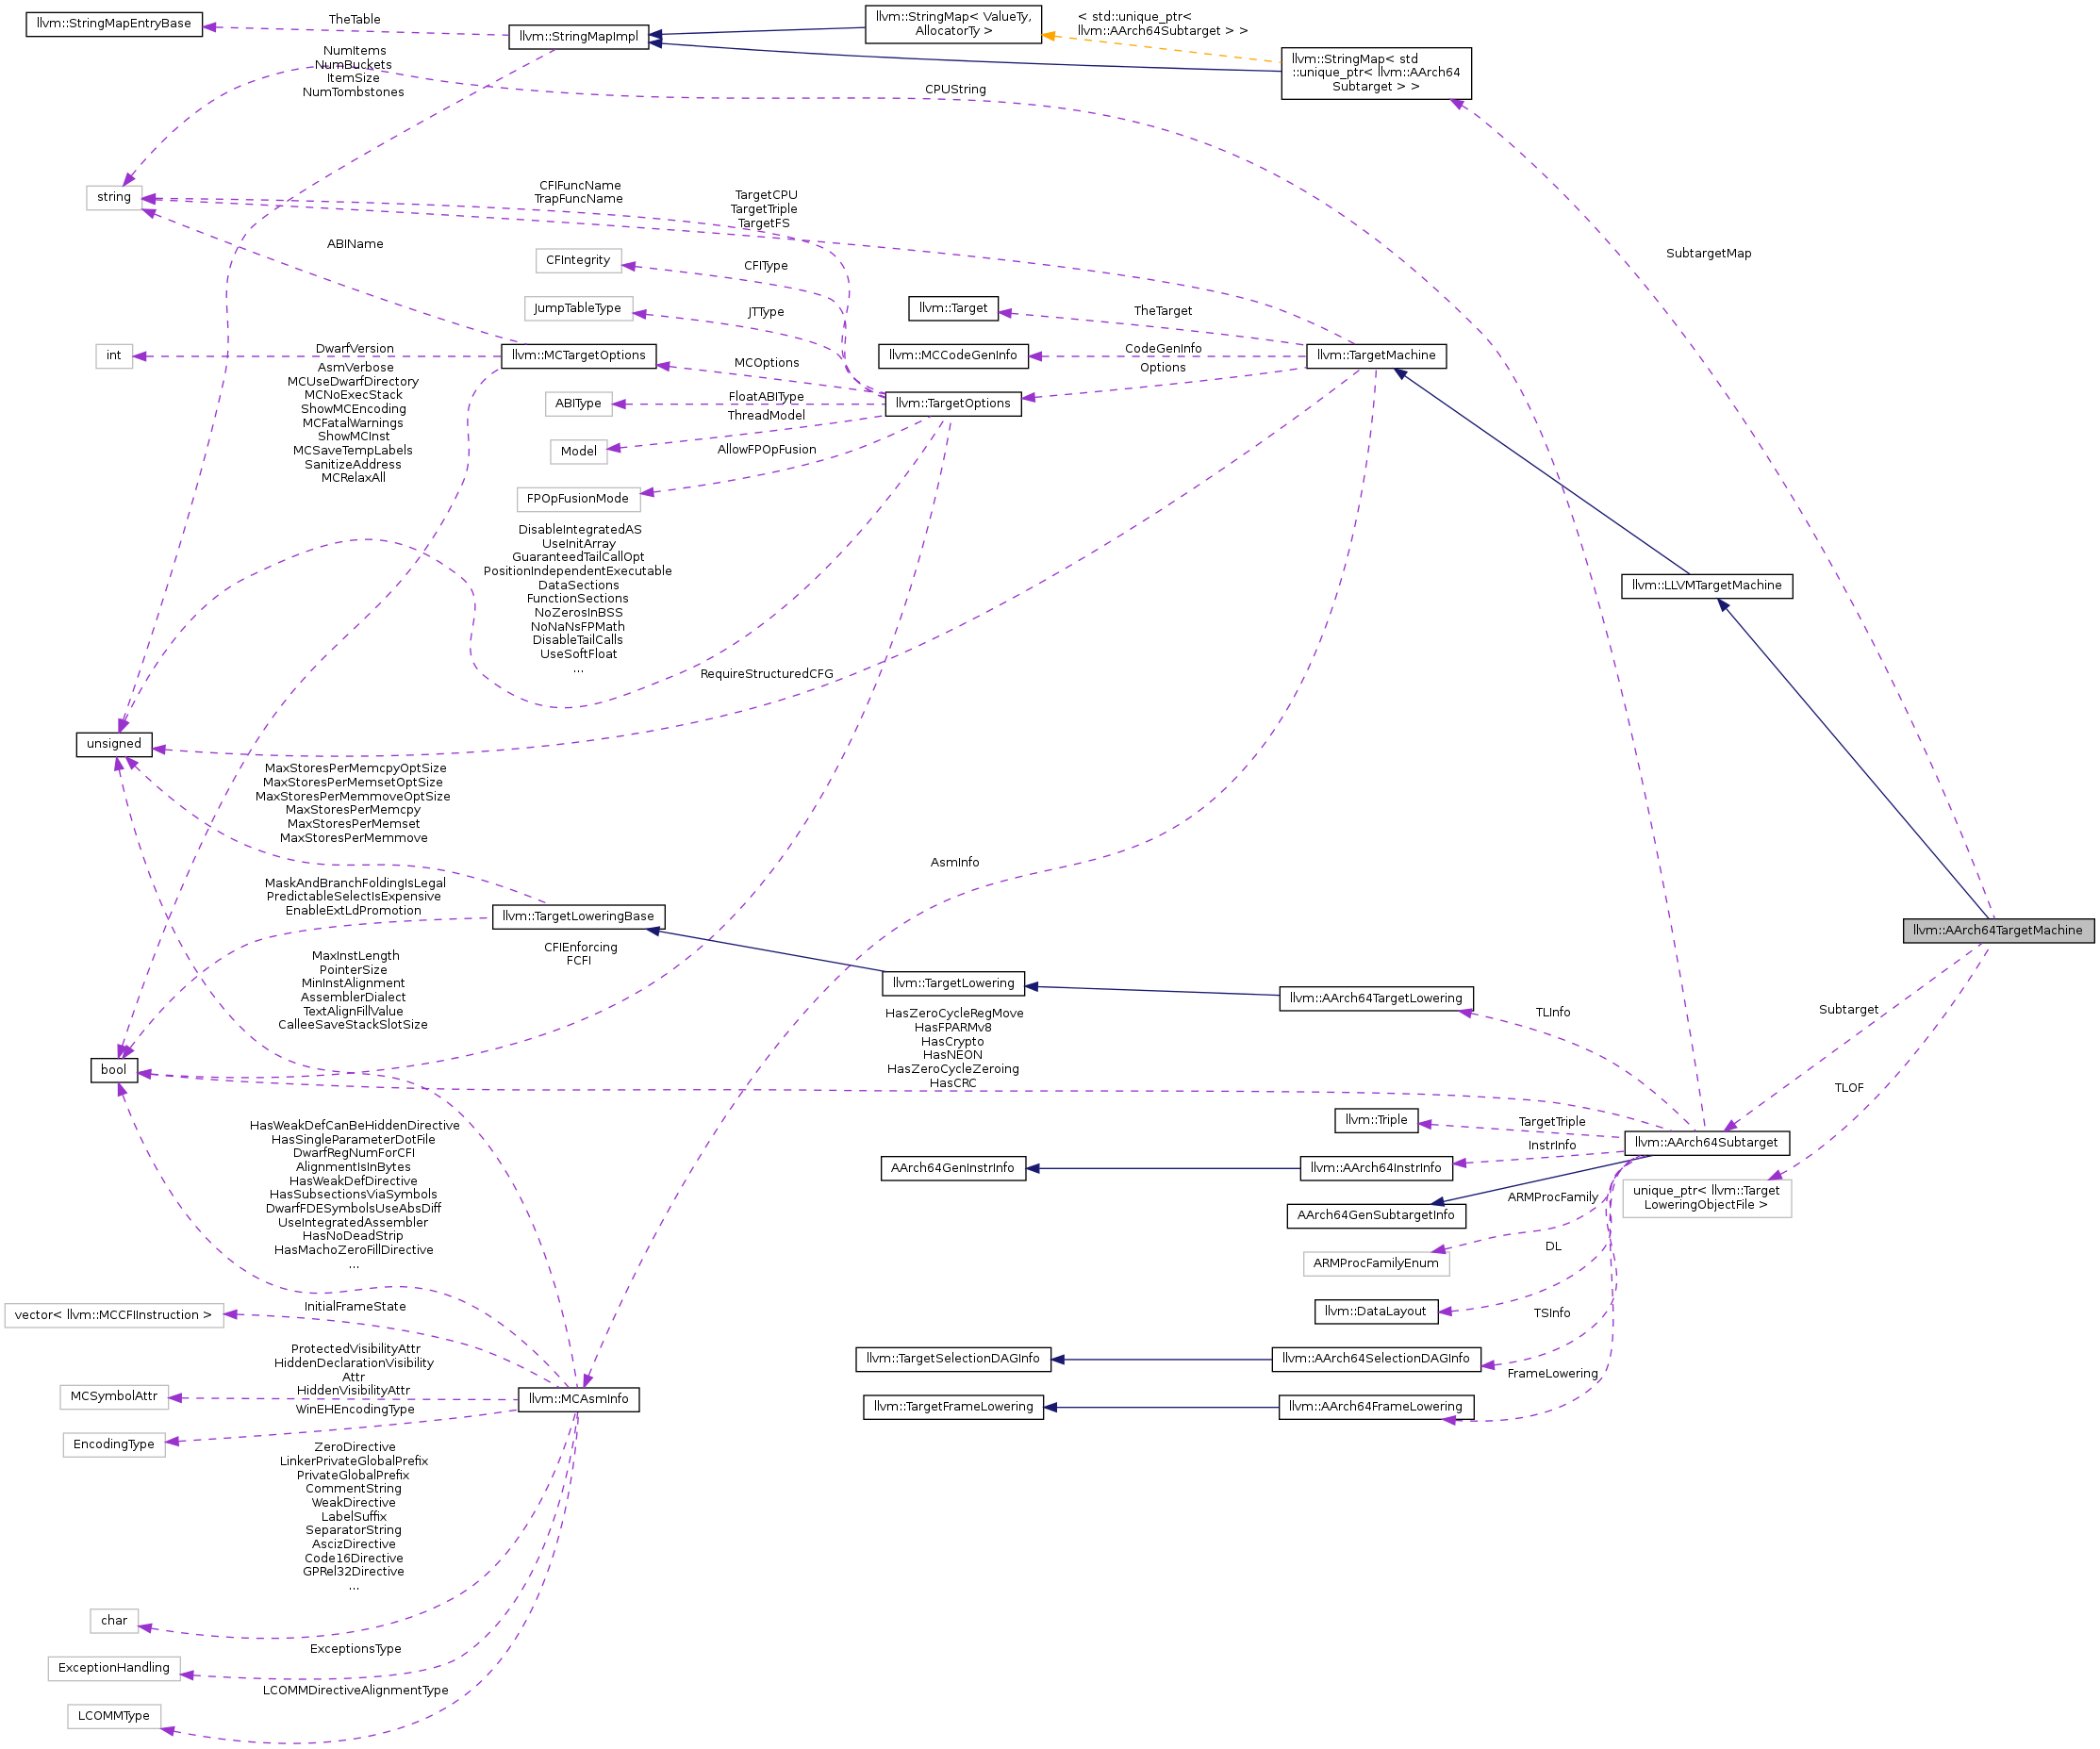 llvm::StringMapEntryBase
TheTable
llvm::StringMapImpl
llvm::StringMap< ValueTy,
AllocatorTy >
< std::unique_ptr<
llvm::AArch64Subtarget > >
llvm::StringMap< std
::unique_ptr< llvm::AArch64
Subtarget > >
NumItems
NumBuckets
ItemSize
NumTombstones
CPUString
string
CFIFuncName
TrapFuncName
TargetCPU
TargetTriple
TargetFS
ABIName
CFIntegrity
CFIType
SubtargetMap
JumpTableType
JTType
llvm::Target
TheTarget
int
DwarfVersion
llvm::MCTargetOptions
MCOptions
llvm::MCCodeGenInfo
CodeGenInfo
llvm::TargetMachine
Options
AsmVerbose
MCUseDwarfDirectory
MCNoExecStack
ShowMCEncoding
MCFatalWarnings
ShowMCInst
MCSaveTempLabels
SanitizeAddress
MCRelaxAll
ABIType
FloatABIType
llvm::TargetOptions
ThreadModel
Model
AllowFPOpFusion
FPOpFusionMode
DisableIntegratedAS
UseInitArray
GuaranteedTailCallOpt
PositionIndependentExecutable
DataSections
FunctionSections
NoZerosInBSS
NoNaNsFPMath
DisableTailCalls
UseSoftFloat
...
llvm::LLVMTargetMachine
RequireStructuredCFG
unsigned
MaxStoresPerMemcpyOptSize
MaxStoresPerMemsetOptSize
MaxStoresPerMemmoveOptSize
MaxStoresPerMemcpy
MaxStoresPerMemset
MaxStoresPerMemmove
AsmInfo
MaskAndBranchFoldingIsLegal
PredictableSelectIsExpensive
EnableExtLdPromotion
llvm::TargetLoweringBase
llvm::AArch64TargetMachine
CFIEnforcing
FCFI
MaxInstLength
PointerSize
MinInstAlignment
AssemblerDialect
TextAlignFillValue
CalleeSaveStackSlotSize
llvm::TargetLowering
llvm::AArch64TargetLowering
TLInfo
Subtarget
HasZeroCycleRegMove
HasFPARMv8
HasCrypto
HasNEON
HasZeroCycleZeroing
HasCRC
bool
TLOF
llvm::Triple
TargetTriple
InstrInfo
llvm::AArch64Subtarget
HasWeakDefCanBeHiddenDirective
HasSingleParameterDotFile
DwarfRegNumForCFI
AlignmentIsInBytes
HasWeakDefDirective
HasSubsectionsViaSymbols
DwarfFDESymbolsUseAbsDiff
UseIntegratedAssembler
HasNoDeadStrip
HasMachoZeroFillDirective
...
AArch64GenInstrInfo
llvm::AArch64InstrInfo
ARMProcFamily
unique_ptr< llvm::Target
LoweringObjectFile >
AArch64GenSubtargetInfo
DL
ARMProcFamilyEnum
vector< llvm::MCCFIInstruction >
InitialFrameState
llvm::DataLayout
TSInfo
ProtectedVisibilityAttr
HiddenDeclarationVisibility
Attr
HiddenVisibilityAttr
llvm::TargetSelectionDAGInfo
llvm::AArch64SelectionDAGInfo
FrameLowering
MCSymbolAttr
WinEHEncodingType
llvm::MCAsmInfo
llvm::TargetFrameLowering
llvm::AArch64FrameLowering
EncodingType
ZeroDirective
LinkerPrivateGlobalPrefix
PrivateGlobalPrefix
CommentString
WeakDirective
LabelSuffix
SeparatorString
AscizDirective
Code16Directive
GPRel32Directive
...
char
ExceptionsType
ExceptionHandling
LCOMMDirectiveAlignmentType
LCOMMType